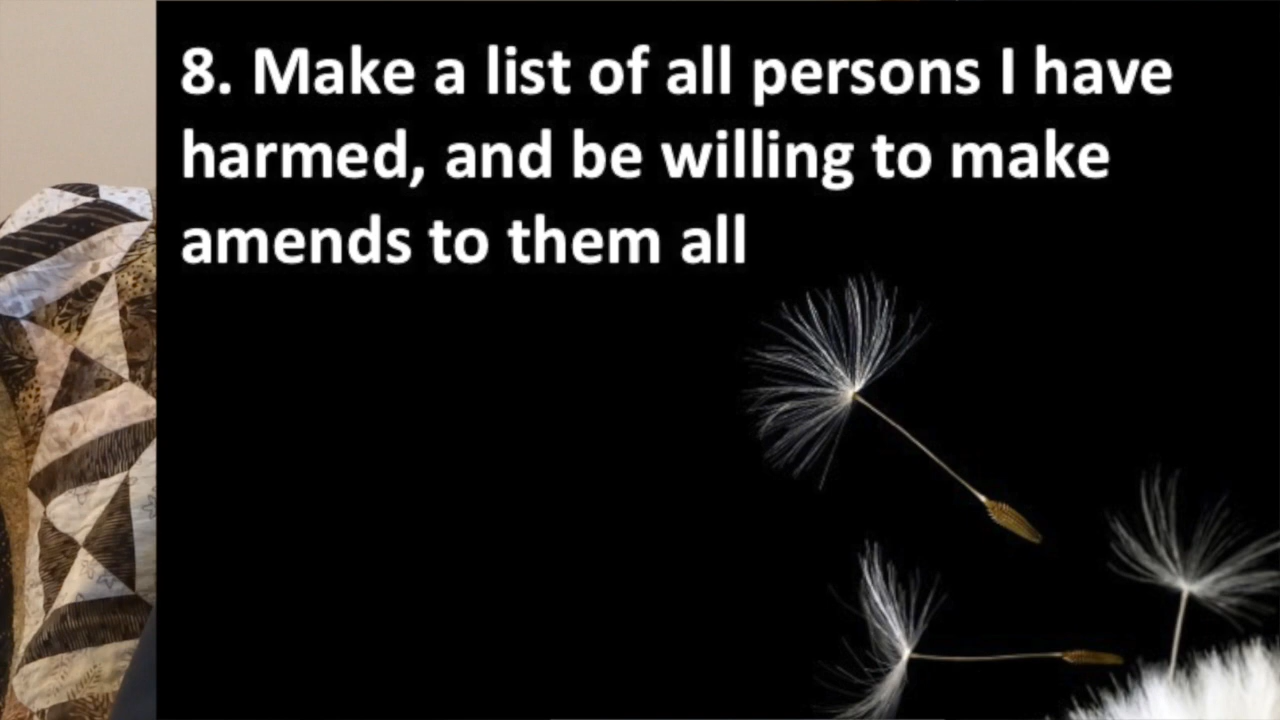 8. Make a list of all persons I have
harmed, and be willing to make
amends to them all